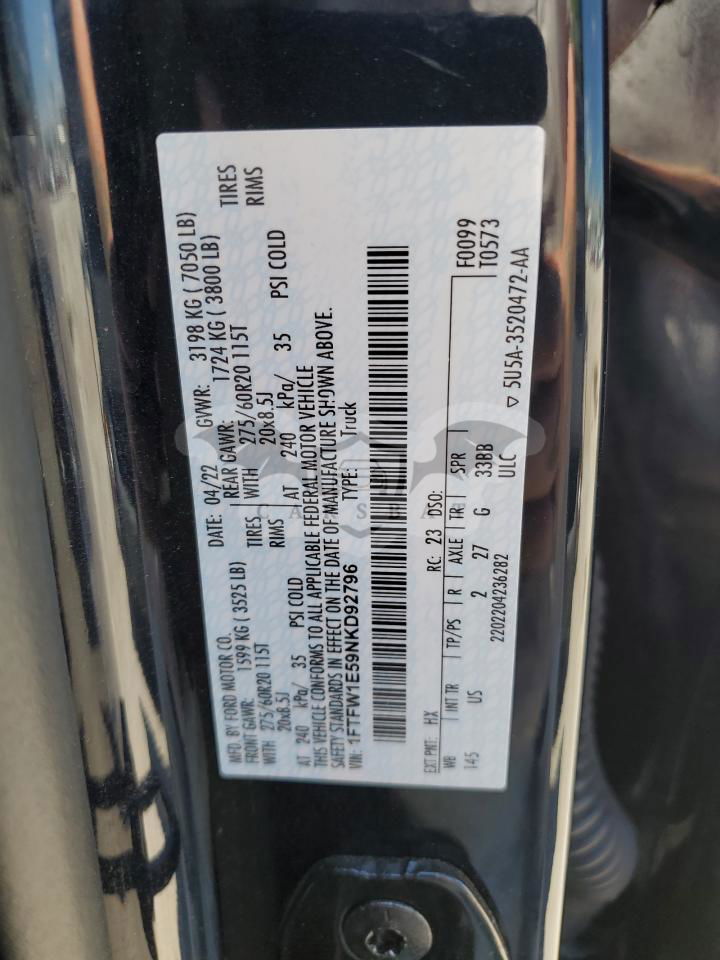 MFD. BY FORD MOTOR CO. DATE: 04/22 GVWR: 3198 KG ( 7050 LB)
FRONT GAWR: 1599 KG ( 3525 LB) REAR GAWR: 1724 KG ( 3800 LB)
WITH 275/60R20 115T TIRES WITH 275/60R20 115T TIRES
20x8.5J RIMS 20x8.5J RIMS
AT 240 kPa/ 35 PSI COLD AT 240 kPa/ 35 PSI COLD
THIS VEHICLE CONFORMS TO ALL APPLICABLE FEDERAL MOTOR VEHICLE
SAFETY STANDARDS IN EFFECT ON THE DATE OF MANUFACTURE SHOWN ABOVE.
VIN: 1FTFW1E59NKD92796 TYPE: Truck
EXT PNT: HX RC: 23 DSO: F0099
WB INT TR TP/PS R AXLE TR SPR T0573
145 US 2 27 G 33BB
2202204236282 ULC ▽ 5U5A-3520472-AA